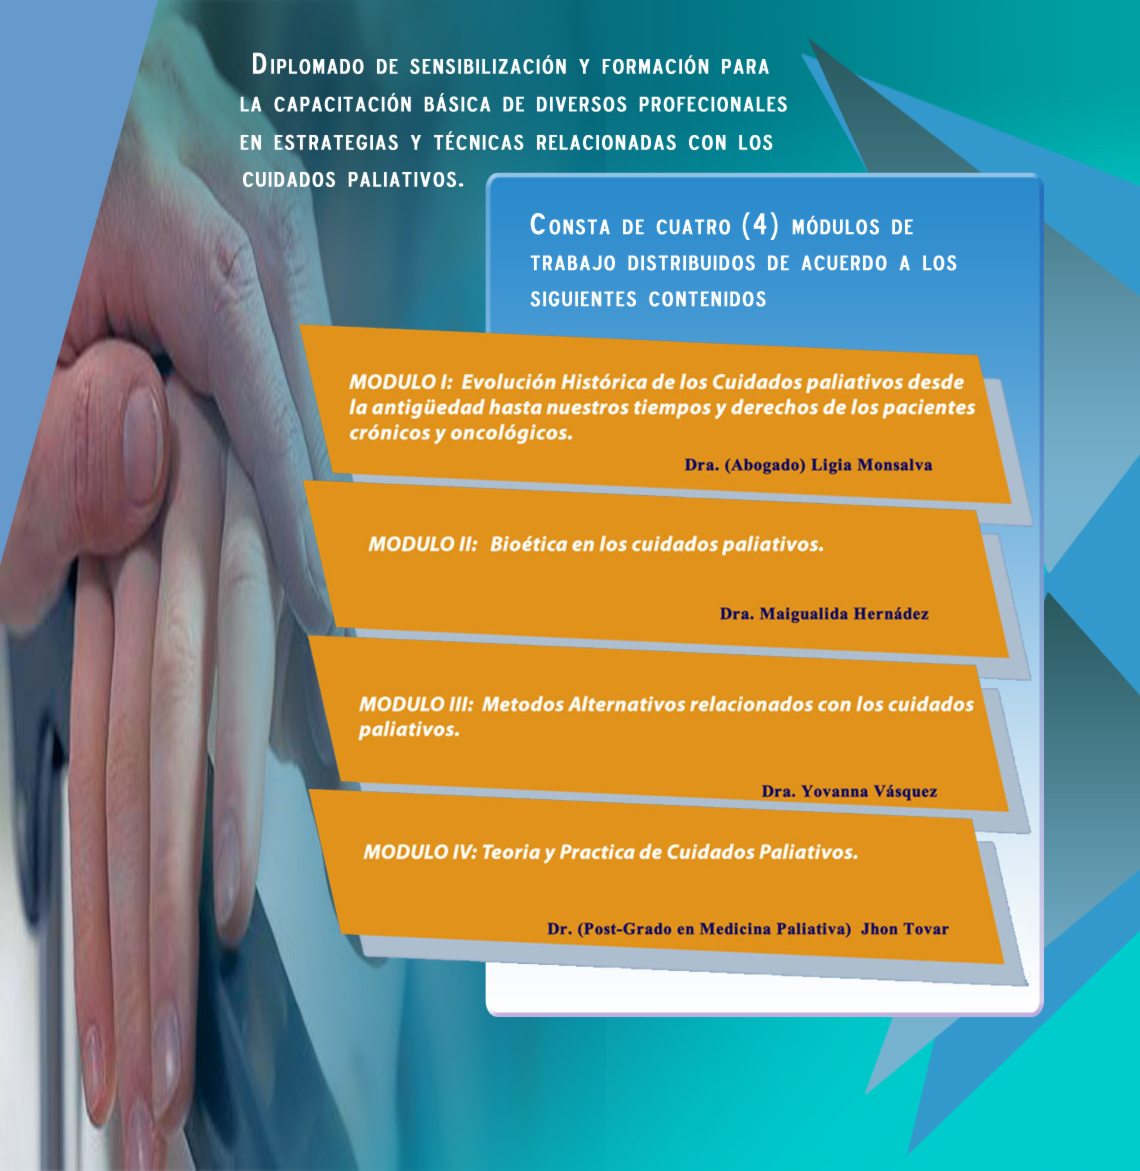 Diplomado de sensibilización y formación para
la capacitación básica de diversos profecionales
en estrategias y técnicas relacionadas con los
cuidados paliativos.
Consta de cuatro (4) módulos de
trabajo distribuidos de acuerdo a los
siguientes contenidos
MODULO I: Evolución Histórica de los Cuidados paliativos desde
la antigüedad hasta nuestros tiempos y derechos de los pacientes
crónicos y oncológicos.
Dra. (Abogado) Ligia Monsalva
MODULO II: Bioética en los cuidados paliativos.
Dra. Maigualida Hernádez
MODULO III: Metodos Alternativos relacionados con los cuidados
paliativos.
Dra. Yovanna Vásquez
MODULO IV: Teoria y Practica de Cuidados Paliativos.
Dr. (Post-Grado en Medicina Paliativa) Jhon Tovar